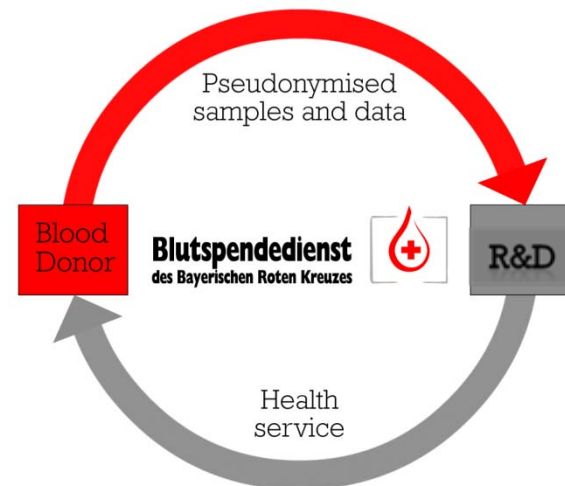 Pseudonymised
samples and data
Blood
Donor
Blutspendedienst
des Bayerischen Roten Kreuzes
R&D
Health
service